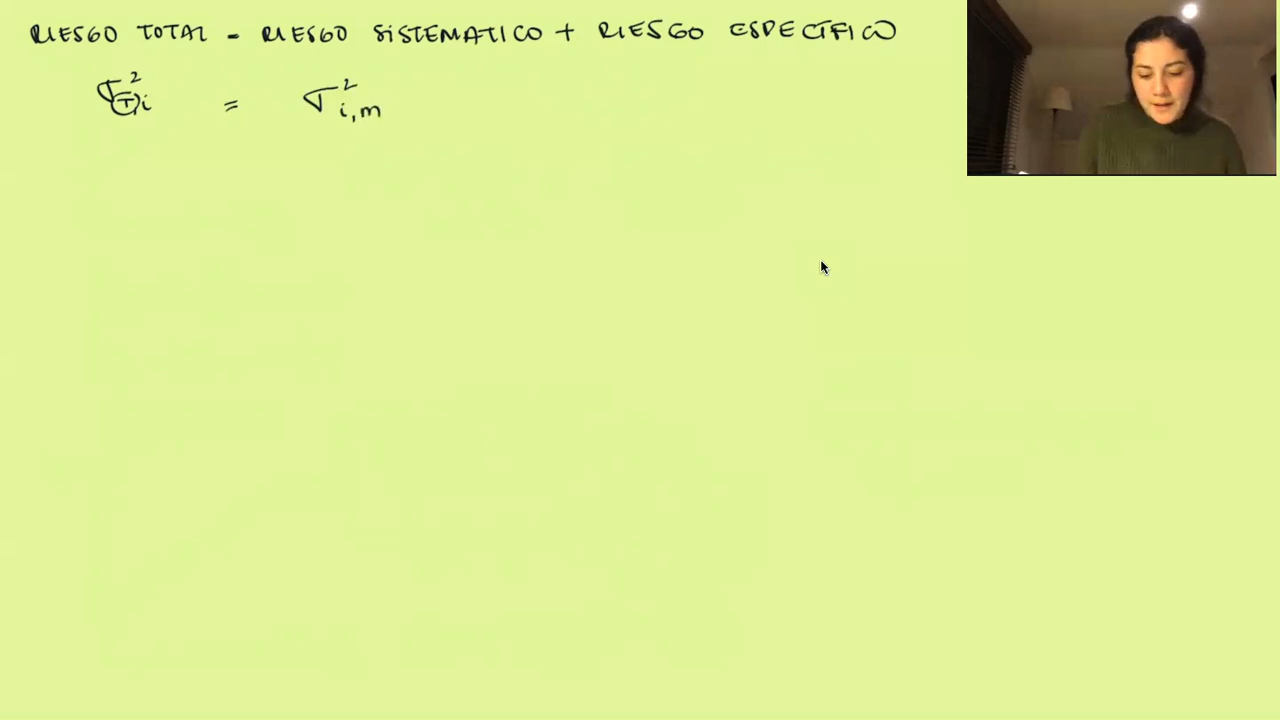 RIESGO TOTAL = RIESGO SISTEMATICO + RIESGO ESPECIFICO
σ²Ti = σ²i,m